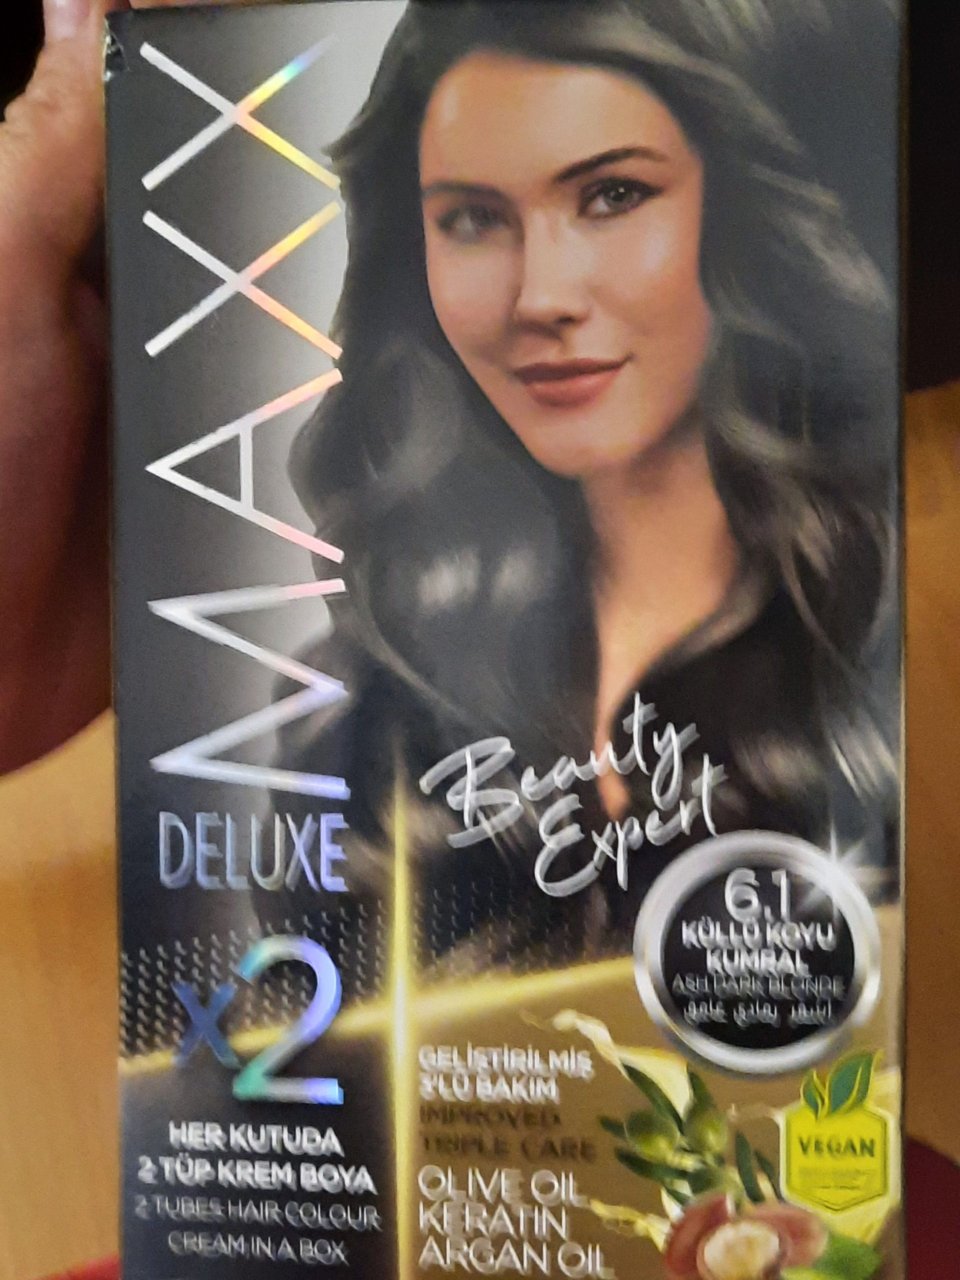 MAXX
DELUXE
Beauty
Expert
6.1
KÜLLÜ KOYU
KUMRAL
ASH DARK BLONDE
x2
HER KUTUDA
2 TÜP KREM BOYA
2 TUBES HAIR COLOUR
CREAM IN A BOX
GELİŞTİRİLMİŞ
3'LÜ BAKIM
IMPROVED
TRIPLE CARE
OLIVE OIL
KERATIN
ARGAN OIL
VEGAN